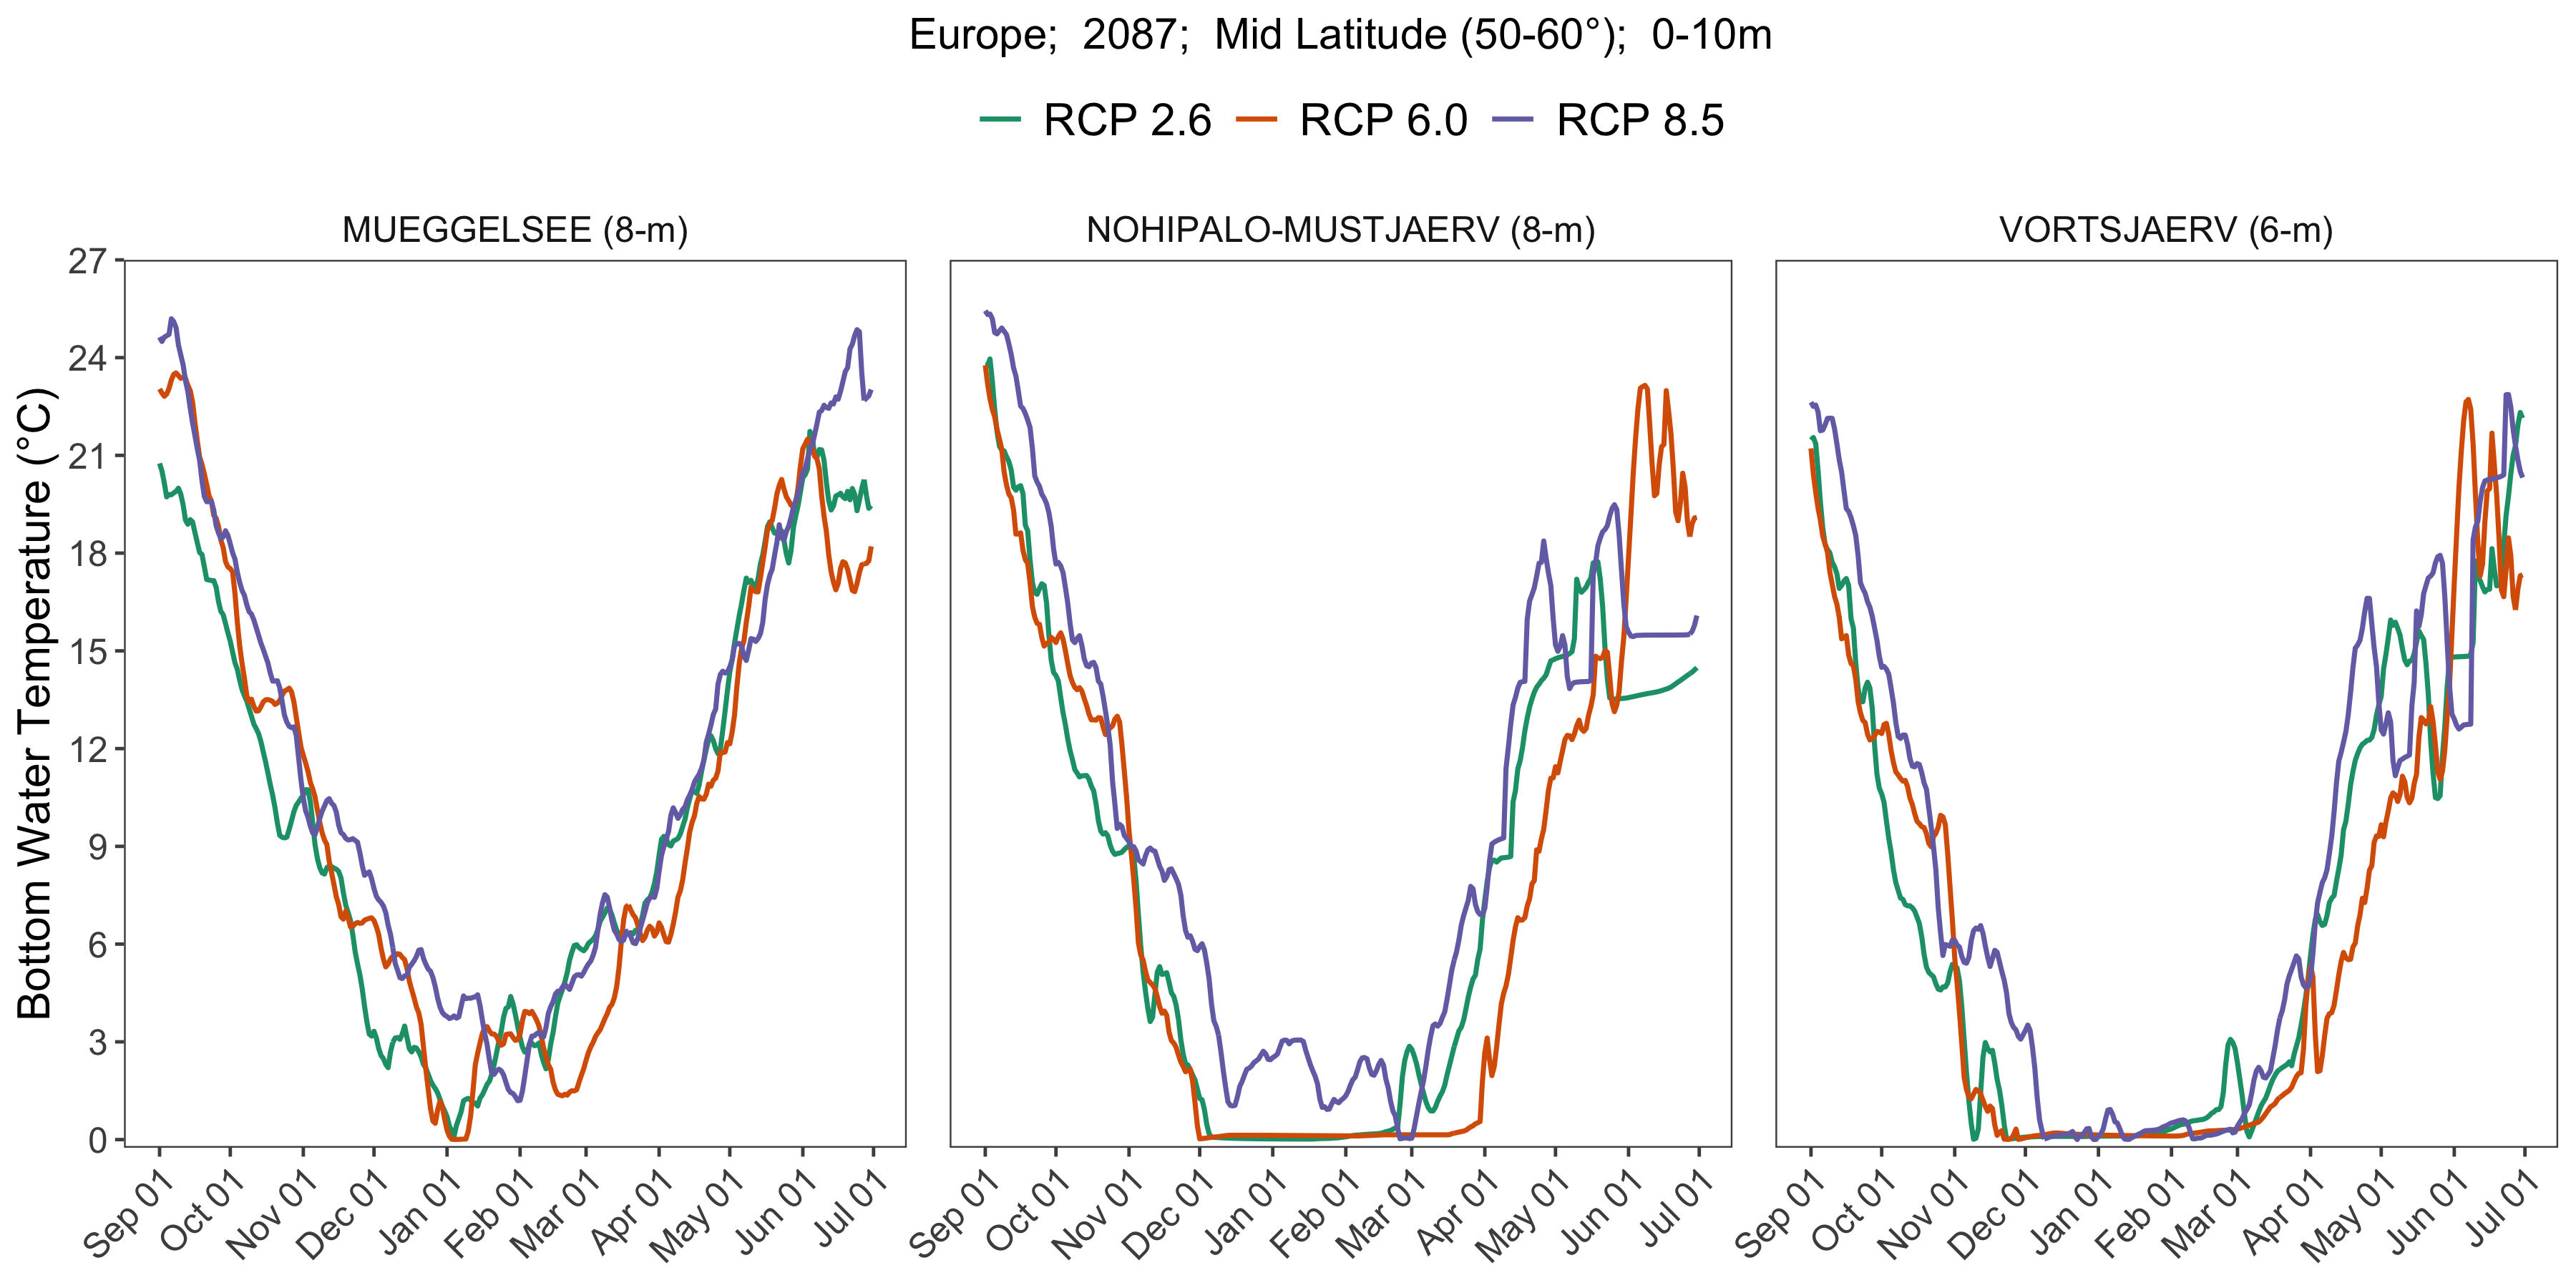 Europe;  2087;  Mid Latitude (50-60°);  0-10m
RCP 2.6 RCP 6.0 RCP 8.5
MUEGGELSEE (8-m) NOHIPALO-MUSTJAERV (8-m) VORTSJAERV (6-m)
Bottom Water Temperature (°C)
27
24
21
18
15
12
9
6
3
0
Sep 01 Oct 01 Nov 01 Dec 01 Jan 01 Feb 01 Mar 01 Apr 01 May 01 Jun 01 Jul 01 Sep 01 Oct 01 Nov 01 Dec 01 Jan 01 Feb 01 Mar 01 Apr 01 May 01 Jun 01 Jul 01 Sep 01 Oct 01 Nov 01 Dec 01 Jan 01 Feb 01 Mar 01 Apr 01 May 01 Jun 01 Jul 01